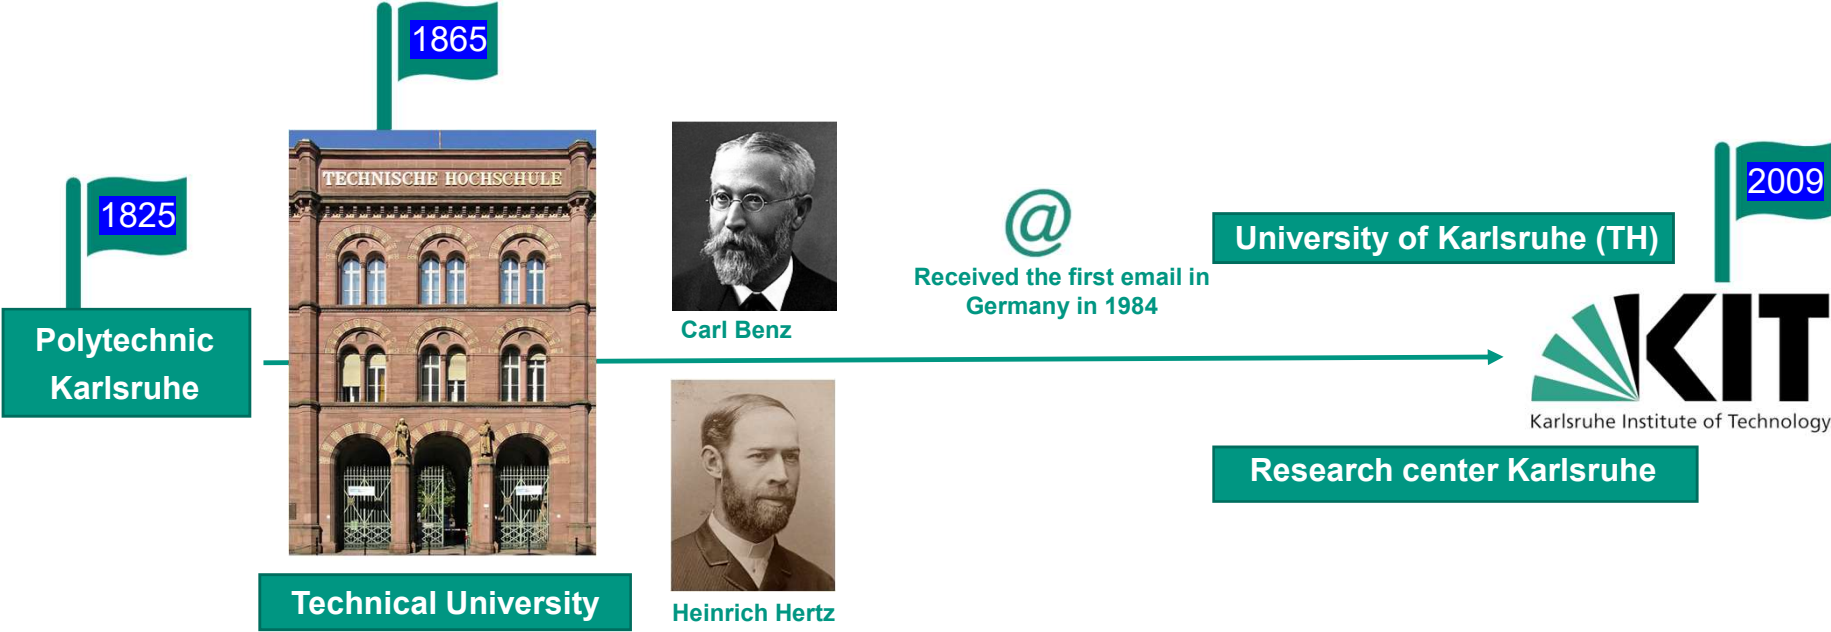 1865
1825
Polytechnic
Karlsruhe
TECHNISCHE HOCHSCHULE
Technical University
Carl Benz
Heinrich Hertz
@
Received the first email in
Germany in 1984
University of Karlsruhe (TH)
2009
KIT
Karlsruhe Institute of Technology
Research center Karlsruhe